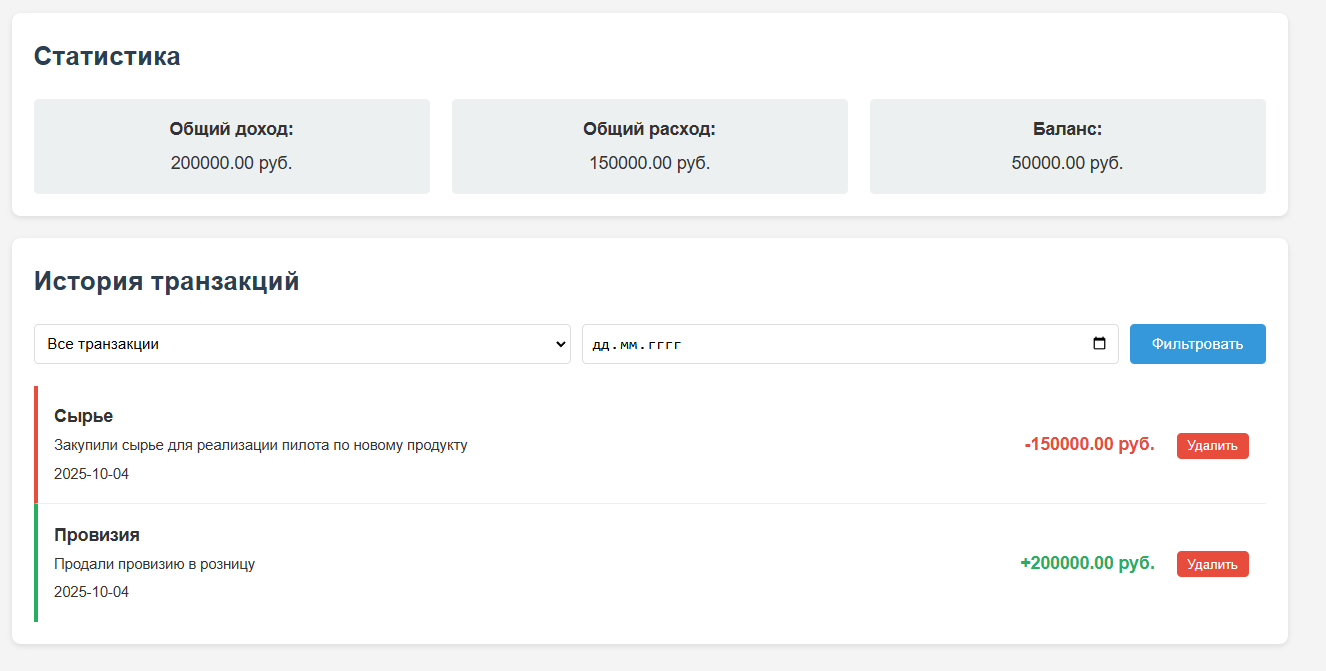 Статистика
Общий доход: Общий расход: Баланс:
200000.00 руб. 150000.00 руб. 50000.00 руб.
История транзакций
Все транзакции дд.мм.гггг Фильтровать
Сырье
Закупили сырье для реализации пилота по новому продукту
-150000.00 руб. Удалить
2025-10-04
Провизия
Продали провизию в розницу
+200000.00 руб. Удалить
2025-10-04